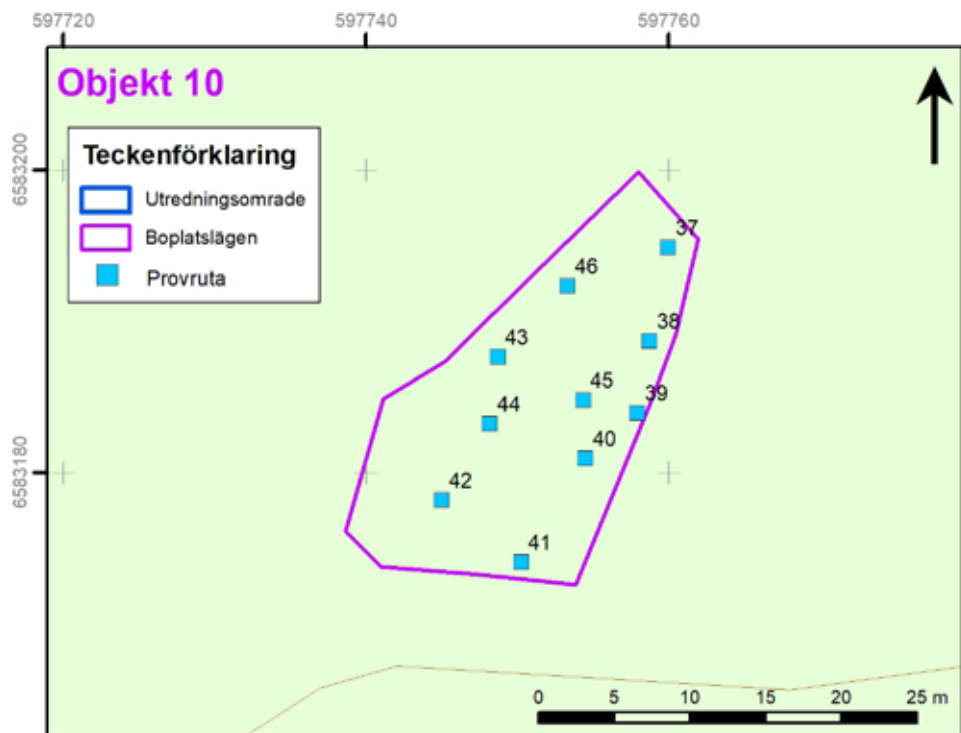 597720 597740 597760
Objekt 10
6583200
Teckenförklaring
Utredningsomrade
Boplatslägen
Provruta
37
46
38
43
45
39
44
40
6583180
42
41
0 5 10 15 20 25 m